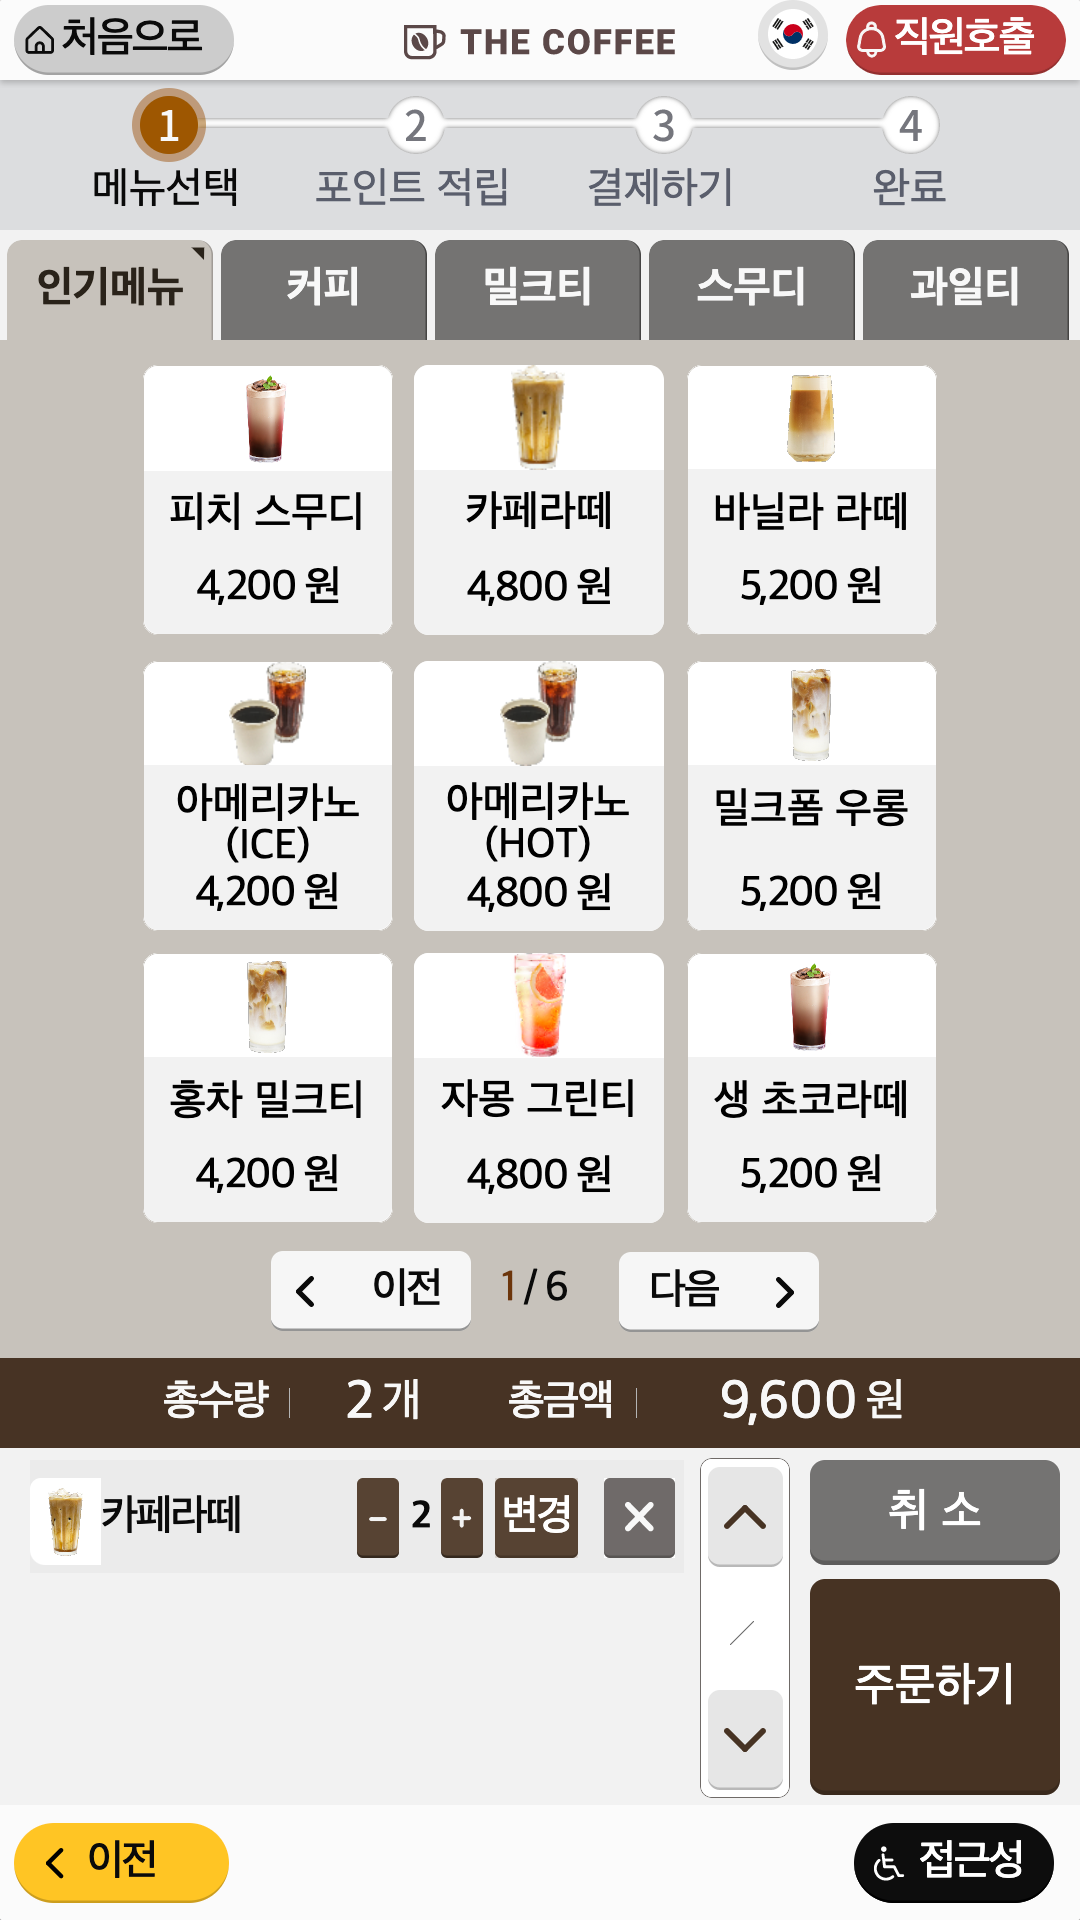 처음으로
THE COFFEE
직원호출
1 2 3 4
메뉴선택 포인트 적립 결제하기 완료
인기메뉴 커피 밀크티 스무디 과일티
피치 스무디 카페라떼 바닐라 라떼
4,200 원 4,800 원 5,200 원
아메리카노 아메리카노 밀크폼 우롱
(ICE) (HOT)
4,200 원 4,800 원 5,200 원
홍차 밀크티 자몽 그린티 생 초코라떼
4,200 원 4,800 원 5,200 원
이전 1 / 6 다음
총수량 2 개 총금액 9,600 원
카페라떼 - 2 + 변경 ✕
/
취 소
주문하기
이전
접근성